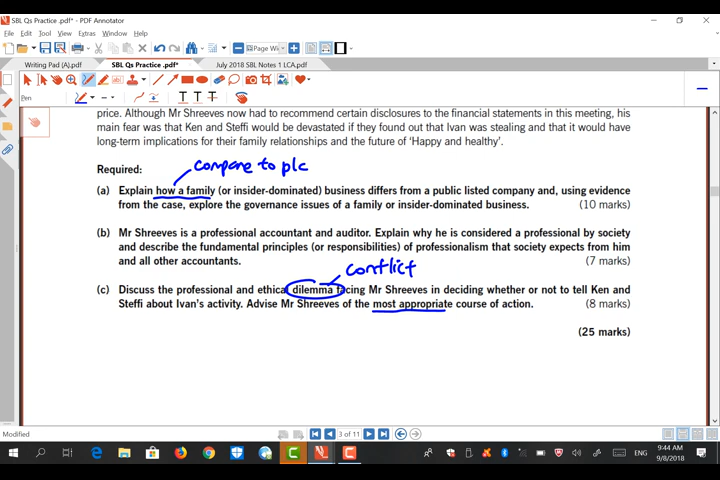 SBL Qs Practice .pdf* - PDF Annotator
File Edit Tool View Extras Window Help
Page Wi
Writing Pad (A).pdf SBL Qs Practice .pdf* July 2018 SBL Notes 1 LCA.pdf
Pen
price. Although Mr Shreeves now had to recommend certain disclosures to the financial statements in this meeting, his
main fear was that Ken and Steffi would be devastated if they found out that Ivan was stealing and that it would have
long-term implications for their family relationships and the future of 'Happy and healthy'.
Required:
compare to plc
(a) Explain how a family (or insider-dominated) business differs from a public listed company and, using evidence
from the case, explore the governance issues of a family or insider-dominated business. (10 marks)
(b) Mr Shreeves is a professional accountant and auditor. Explain why he is considered a professional by society
and describe the fundamental principles (or responsibilities) of professionalism that society expects from him
and all other accountants. (7 marks)
conflict
(c) Discuss the professional and ethical dilemma facing Mr Shreeves in deciding whether or not to tell Ken and
Steffi about Ivan's activity. Advise Mr Shreeves of the most appropriate course of action. (8 marks)
(25 marks)
3 of 11
Modified
ENG
9:44 AM
9/8/2018